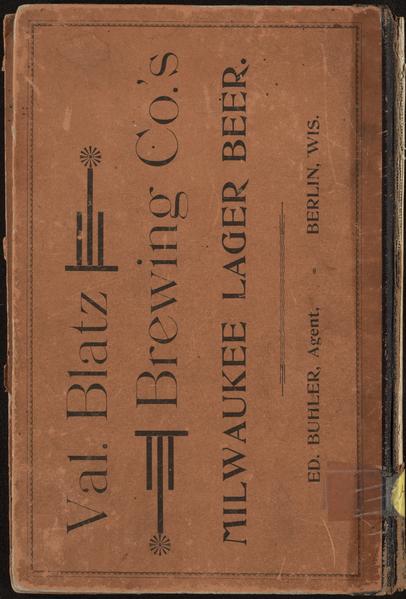 Val. Blatz
Brewing Co.'s
MILWAUKEE LAGER BEER.
ED. BUHLER, Agent, - BERLIN, WIS.